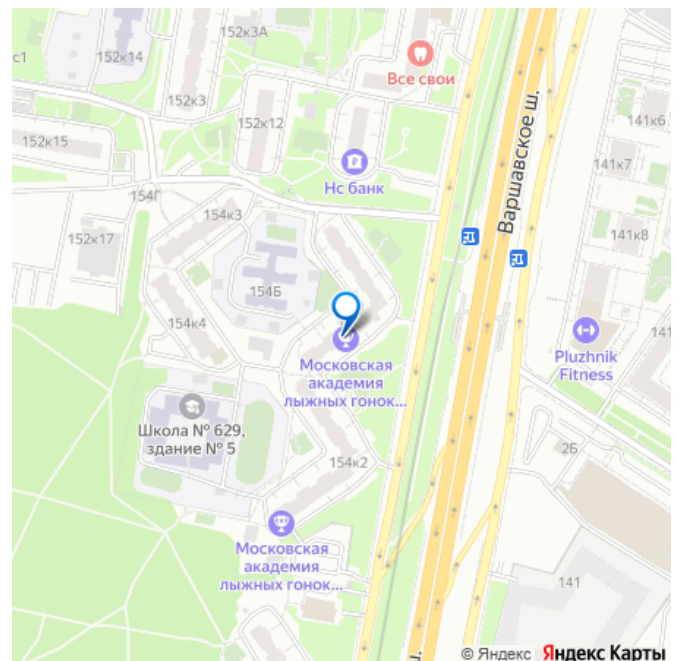 152к3А
152к14
с1
Все свои
152к3
152к12
141к6
152к15
Варшавское ш.
141к7
Нс банк
154Г
154к3
141к8
152к17
154Б
154к4
141
Pluzhnik
Fitness
Московская
академия
лыжных гонок...
Школа № 629,
здание № 5
154к2
2Б
Московская
академия
лыжных гонок...
141
ш.
© Яндекс Яндекс Карты